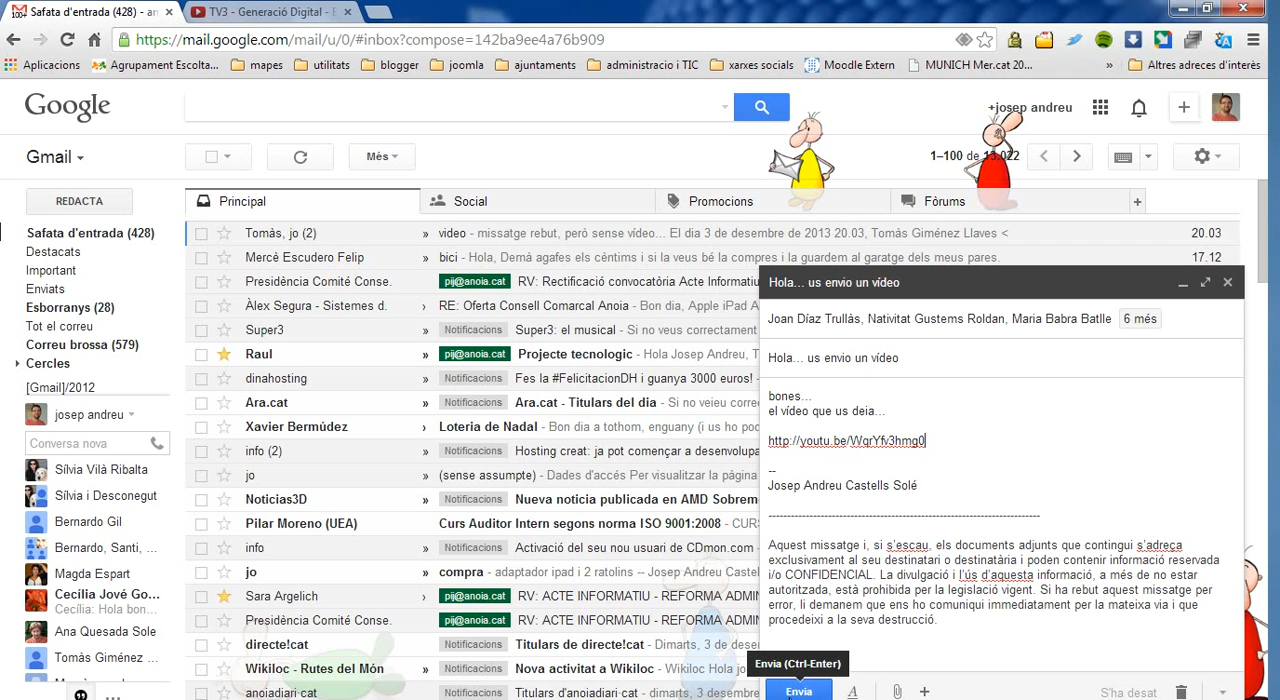 Safata d'entrada (428) - an
TV3 - Generació Digital - E
https://mail.google.com/mail/u/0/#inbox?compose=142ba9ee4a76b909
Aplicacions
Agrupament Escolta...
mapes
utilitats
blogger
joomla
ajuntaments
administracio i TIC
xarxes socials
Moodle Extern
MUNICH Mer.cat 20...
»
Altres adreces d'interès
Google
+josep andreu
Gmail
Més
1–100 de 13.022
REDACTA
Principal
Social
Promocions
Fòrums
Safata d'entrada (428)
Destacats
Important
Enviats
Esborranys (28)
Tot el correu
Correu brossa (579)
Cercles
[Gmail]/2012
josep andreu
Conversa nova
Sílvia Vilà Ribalta
Sílvia i Desconegut
Bernardo Gil
Bernardo, Santi, ...
Magda Espart
Cecília Jové Go...
Cecília: Hola bon...
Ana Quesada Sole
Tomàs Giménez ...
Tomàs, jo (2) » video - missatge rebut, però sense vídeo... El dia 3 de desembre de 2013 20.03, Tomàs Giménez Llaves < 20.03
Mercè Escudero Felip » bici - Hola, Demà agafes els cèntims i si la veus bé la compres i la guardem al garatge dels meus pares. 17.12
Presidència Comité Conse. » pij@anoia.cat RV: Rectificació convocatòria Acte Informati
Àlex Segura - Sistemes d. › RE: Oferta Consell Comarcal Anoia - Bon dia, Apple iPad A
Super3 » Notificacions Super3: el musical - Si no veus correctament
Raul » pij@anoia.cat Projecte tecnologic - Hola Josep Andreu, T
dinahosting » Notificacions Fes la #FelicitacionDH i guanya 3000 euros! -
Ara.cat » Notificacions Ara.cat - Titulars del dia - Si no veieu correc
Xavier Bermúdez » Loteria de Nadal - Bon dia a tothom, enguany (i us ho poc
info (2) › Notificacions Hosting creat: ja pot començar a desenvolupa
jo › (sense assumpte) - Dades d'accés Per visualitzar la pàgina
Noticias3D » Notificacions Nueva noticia publicada en AMD Sobrem
Pilar Moreno (UEA) » Curs Auditor Intern segons norma ISO 9001:2008 - CURS
info › Notificacions Activació del seu nou usuari de CDmon.com -
jo » compra - adaptador ipad i 2 ratolins -- Josep Andreu Castel
Sara Argelich » pij@anoia.cat RV: ACTE INFORMATIU - REFORMA ADMIN
Presidència Comité Conse. » pij@anoia.cat RV: ACTE INFORMATIU - REFORMA ADMIN
directe!cat » Notificacions Titulars de directe!cat - Dimarts, 3 de desem
Wikiloc - Rutes del Món » Notificacions Nova activitat a Wikiloc - Wikiloc Hola jo
anoiadiari·cat » Notificacions Titulars d'anoiadiari·cat - dimarts, 3 de des
Hola... us envio un vídeo
Joan Díaz Trullàs, Nativitat Gustems Roldan, Maria Babra Batlle 6 més
Hola... us envio un vídeo
bones...
el vídeo que us deia...
http://youtu.be/WqrYfv3hmg0
--
Josep Andreu Castells Solé
--------------------------------------------------------------------------
Aquest missatge i, si s'escau, els documents adjunts que contingui s'adreça
exclusivament al seu destinatari o destinatària i poden contenir informació reservada
i/o CONFIDENCIAL. La divulgació i l'ús d'aquesta informació, a més de no estar
autoritzada, està prohibida per la legislació vigent. Si ha rebut aquest missatge per
error, li demanem que ens ho comuniqui immediatament per la mateixa via i que
procedeixi a la seva destrucció.
Envia (Ctrl-Enter)
Envia
S'ha desat